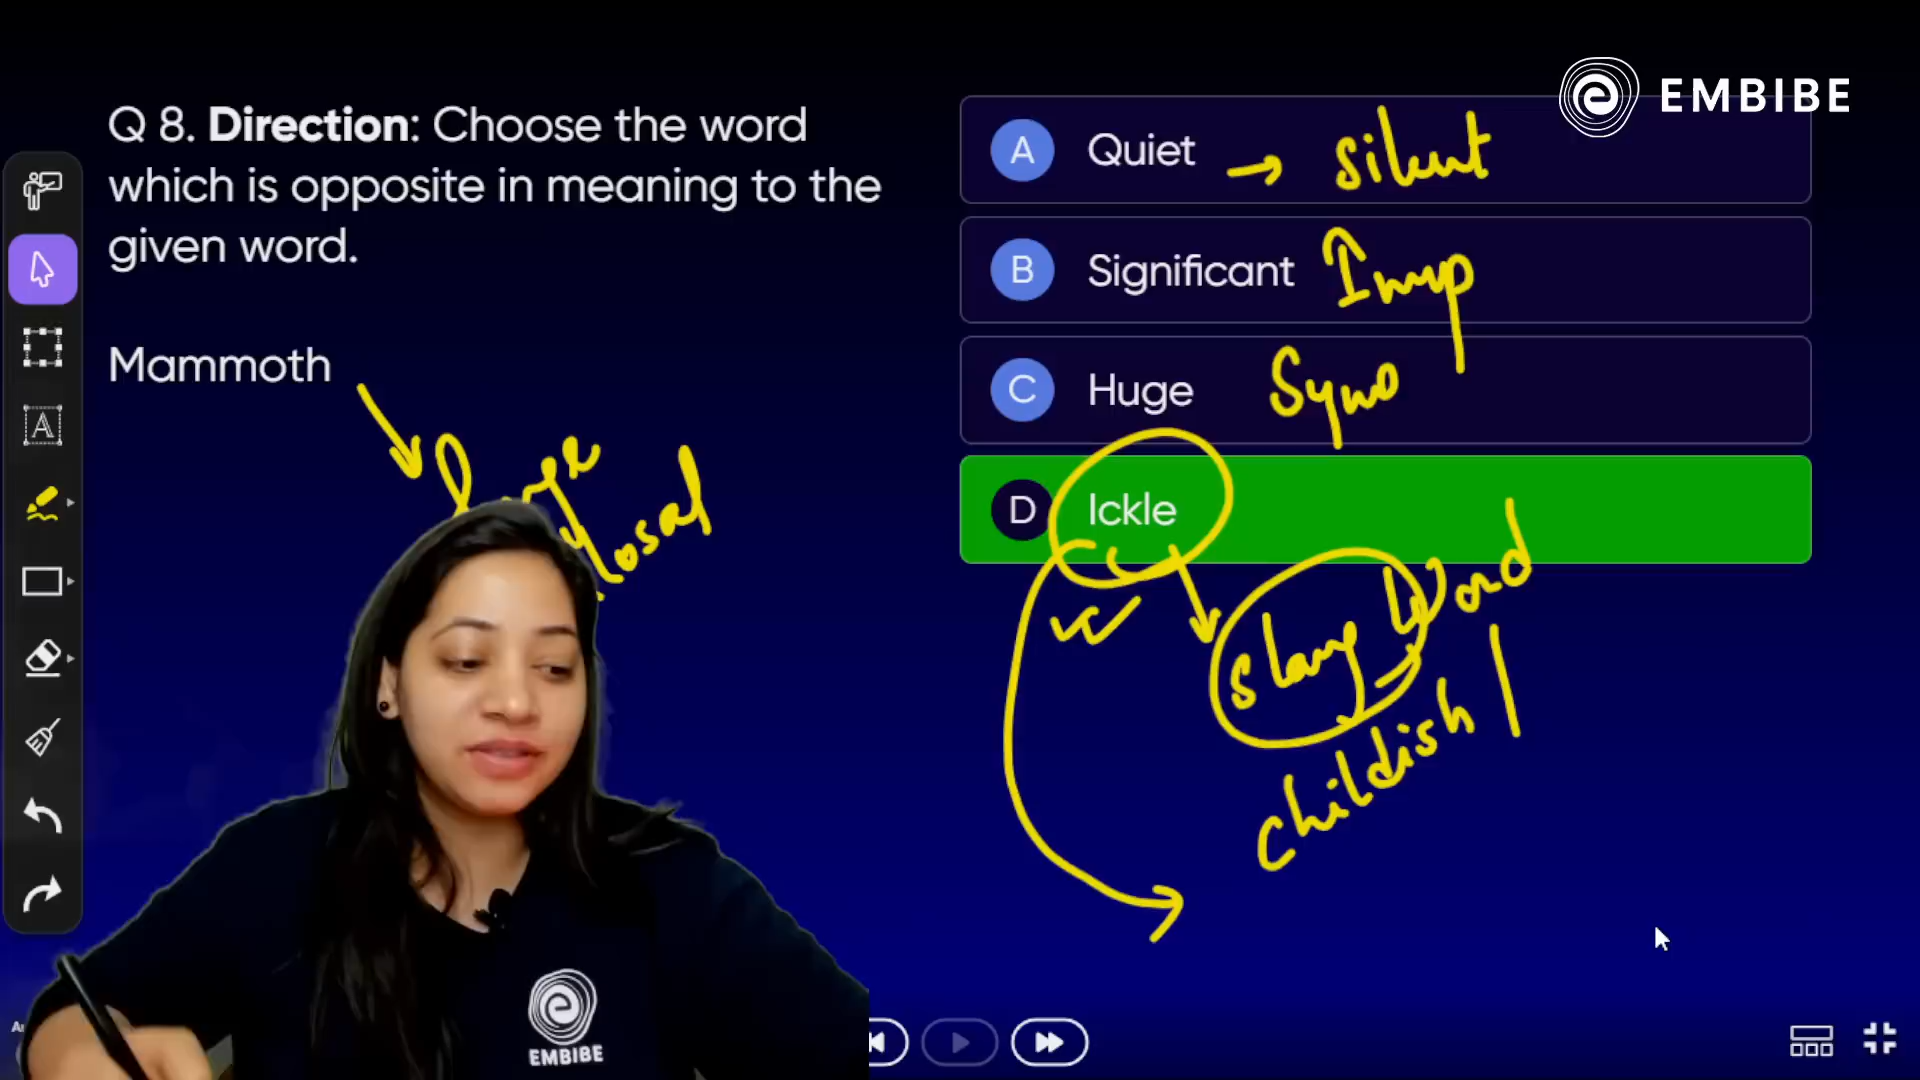 EMBIBE
Q 8. Direction: Choose the word
which is opposite in meaning to the
given word.
Mammoth
A Quiet → silent
B Significant Imp
C Huge Syno
D Ickle
slang Word
childish
A
EMBIBE